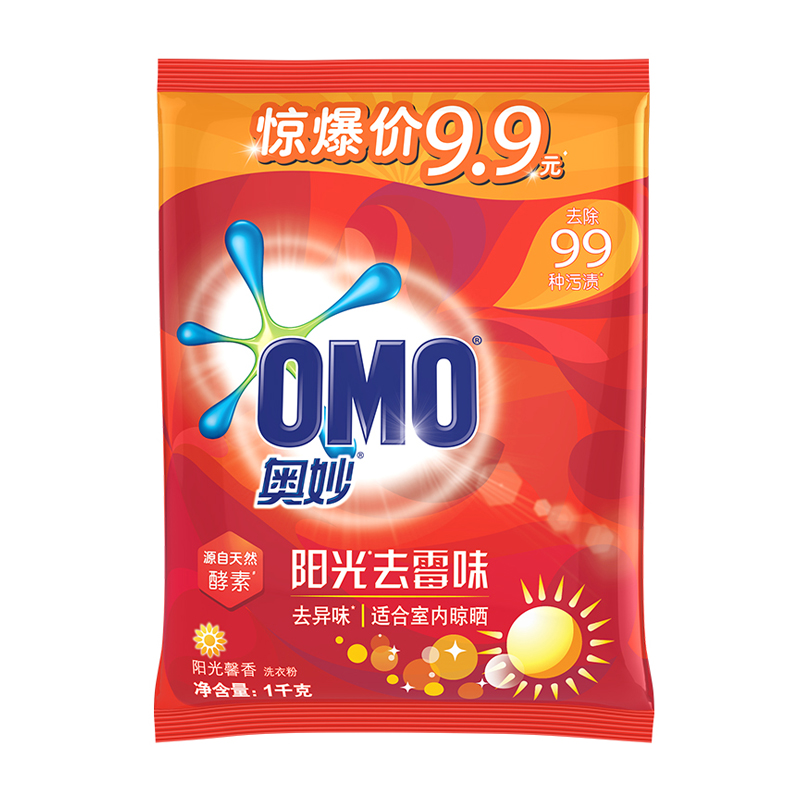 惊爆价9.9元*
去除
99
种污渍*
OMO®
奥妙®
源自天然
酵素*
阳光*去霉味
去异味*|适合室内晾晒
阳光馨香 洗衣粉
净含量:1千克